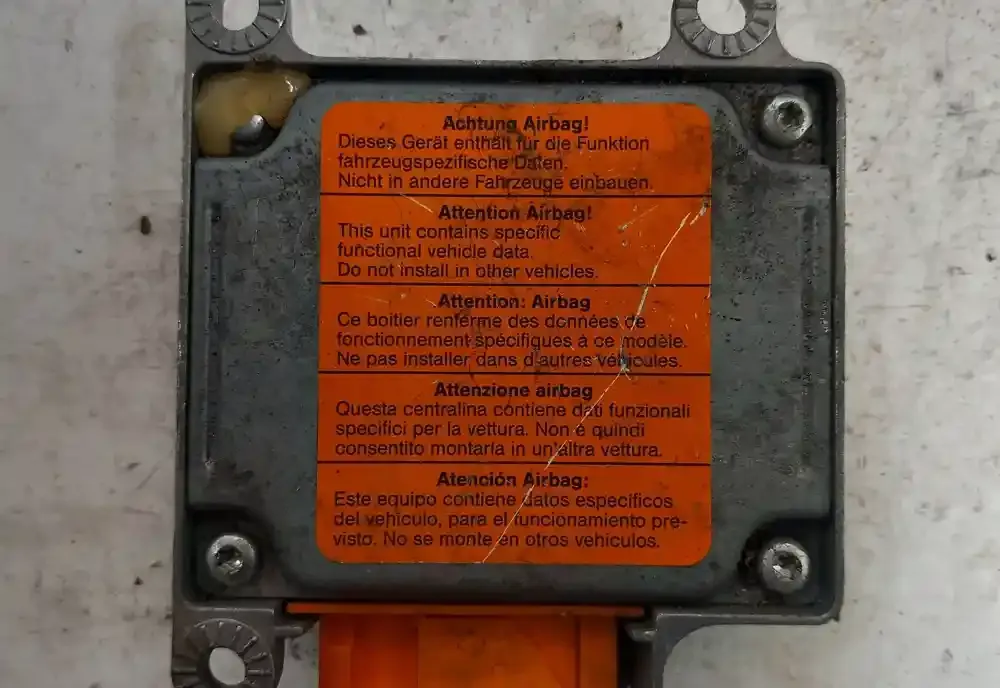 Achtung Airbag!
Dieses Gerät enthält für die Funktion
fahrzeugspezifische Daten.
Nicht in andere Fahrzeuge einbauen.
Attention Airbag!
This unit contains specific
functional vehicle data.
Do not install in other vehicles.
Attention: Airbag
Ce boitier renferme des données de
fonctionnement spécifiques à ce modèle.
Ne pas installer dans d'autres véhicules.
Attenzione airbag
Questa centralina contiene dati funzionali
specifici per la vettura. Non è quindi
consentito montarla in un'altra vettura.
Atención Airbag:
Este equipo contiene datos especificos
del vehiculo, para el funcionamiento pre-
visto. No se monte en otros vehiculos.